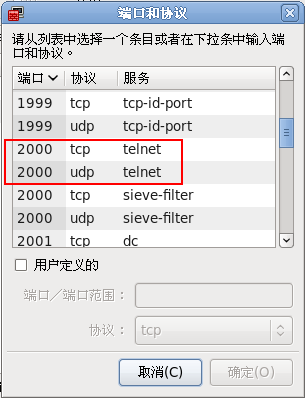 端口和协议
请从列表中选择一个条目或者在下拉条中输入端
口和协议。
端口 协议 服务
1999 tcp tcp-id-port
1999 udp tcp-id-port
2000 tcp telnet
2000 udp telnet
2000 tcp sieve-filter
2000 udp sieve-filter
2001 tcp dc
用户定义的
端口／端口范围：
协议： tcp
取消(C) 确定(O)